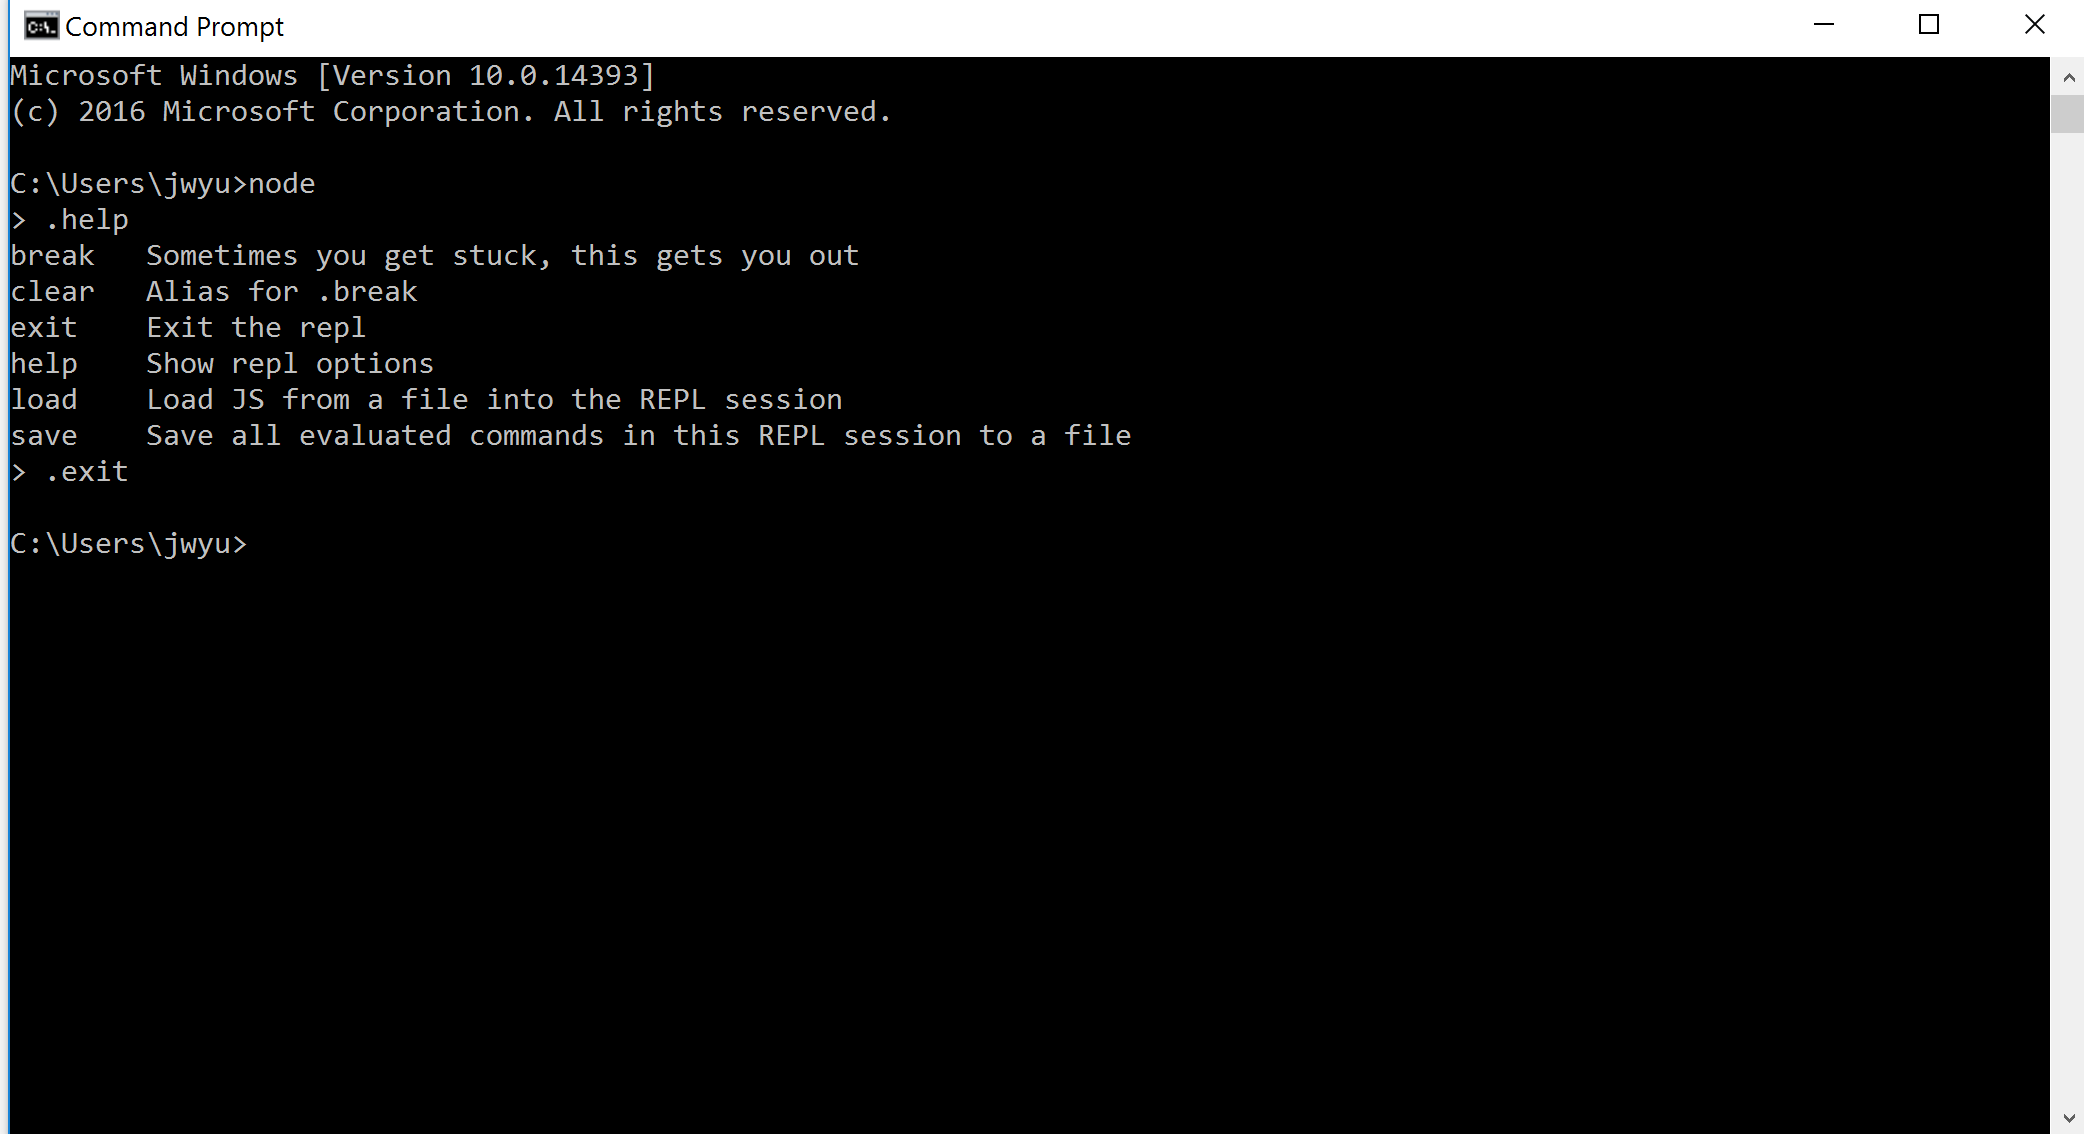 Command Prompt
Microsoft Windows [Version 10.0.14393]
(c) 2016 Microsoft Corporation. All rights reserved.
C:\Users\jwyu>node
> .help
break   Sometimes you get stuck, this gets you out
clear   Alias for .break
exit    Exit the repl
help    Show repl options
load    Load JS from a file into the REPL session
save    Save all evaluated commands in this REPL session to a file
> .exit
C:\Users\jwyu>